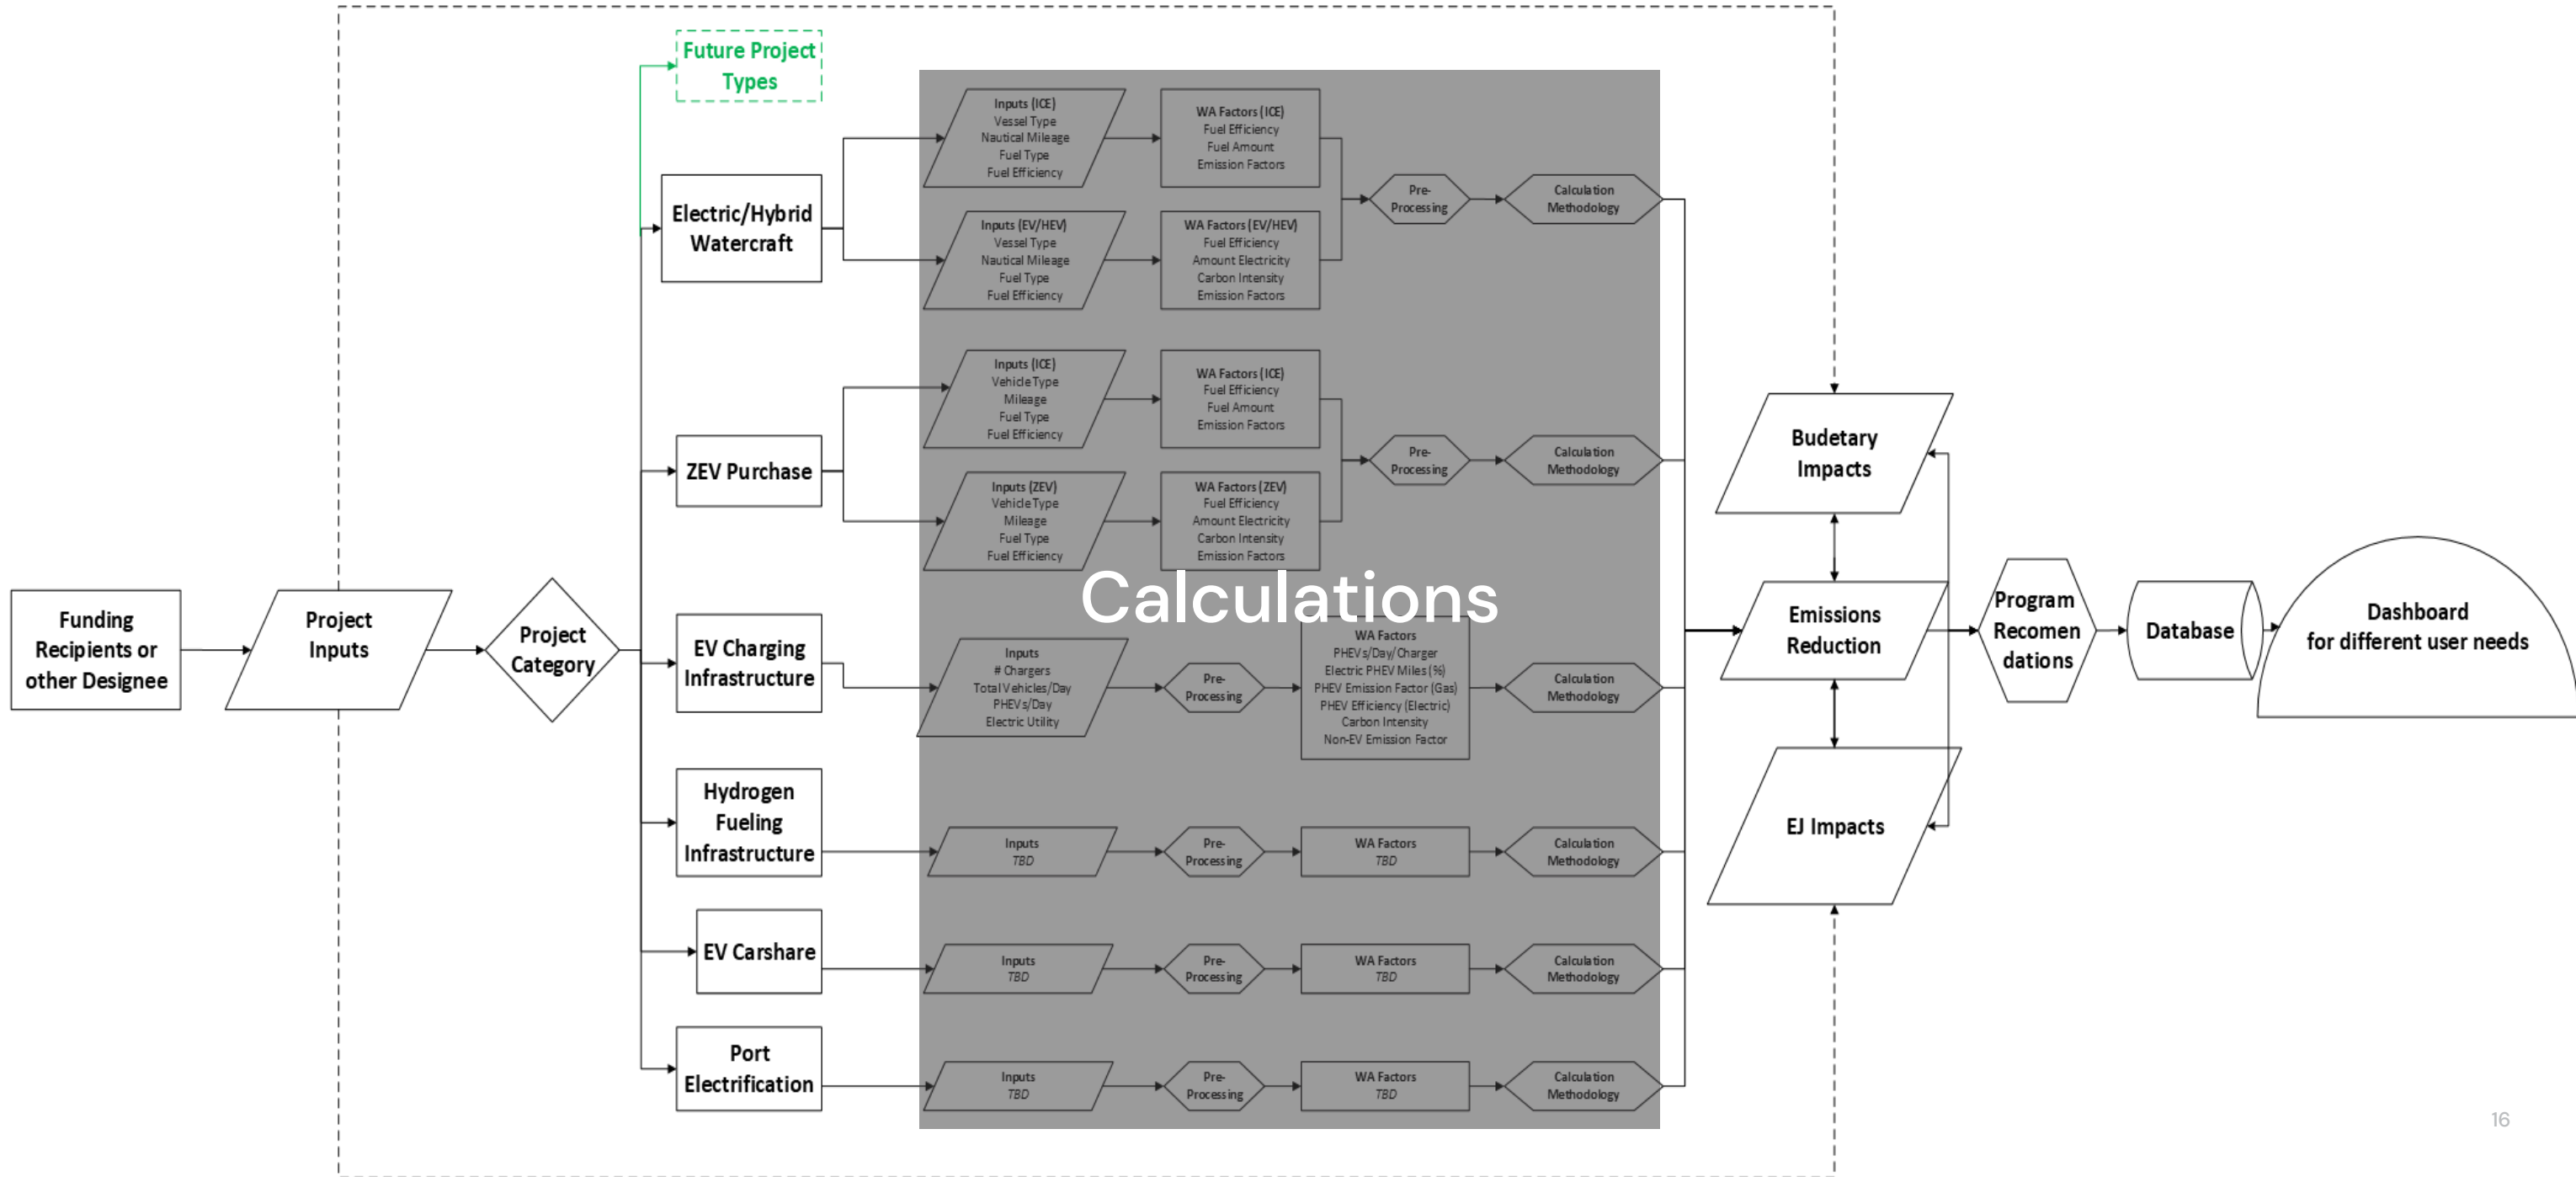 Future Project
Types
Funding
Recipients or
other Designee
Project
Inputs
Project
Category
Electric/Hybrid
Watercraft
ZEV Purchase
EV Charging
Infrastructure
Hydrogen
Fueling
Infrastructure
EV Carshare
Port
Electrification
Calculations
Inputs (ICE)
Vessel Type
Nautical Mileage
Fuel Type
Fuel Efficiency
WA Factors (ICE)
Fuel Efficiency
Fuel Amount
Emission Factors
Inputs (EV/HEV)
Vessel Type
Nautical Mileage
Fuel Type
Fuel Efficiency
WA Factors (EV/HEV)
Fuel Efficiency
Amount Electricity
Carbon Intensity
Emission Factors
Pre-
Processing
Calculation
Methodology
Inputs (ICE)
Vehicle Type
Mileage
Fuel Type
Fuel Efficiency
WA Factors (ICE)
Fuel Efficiency
Fuel Amount
Emission Factors
Inputs (ZEV)
Vehicle Type
Mileage
Fuel Type
Fuel Efficiency
WA Factors (ZEV)
Fuel Efficiency
Amount Electricity
Carbon Intensity
Emission Factors
Pre-
Processing
Calculation
Methodology
Inputs
# Chargers
Total Vehicles/Day
PHEVs/Day
Electric Utility
Pre-
Processing
WA Factors
PHEVs/Day/Charger
Electric PHEV Miles (%)
PHEV Emission Factor (Gas)
PHEV Efficiency (Electric)
Carbon Intensity
Non-EV Emission Factor
Calculation
Methodology
Inputs
TBD
Pre-
Processing
WA Factors
TBD
Calculation
Methodology
Inputs
TBD
Pre-
Processing
WA Factors
TBD
Calculation
Methodology
Inputs
TBD
Pre-
Processing
WA Factors
TBD
Calculation
Methodology
Budetary
Impacts
Emissions
Reduction
EJ Impacts
Program
Recomen
dations
Database
Dashboard
for different user needs
16